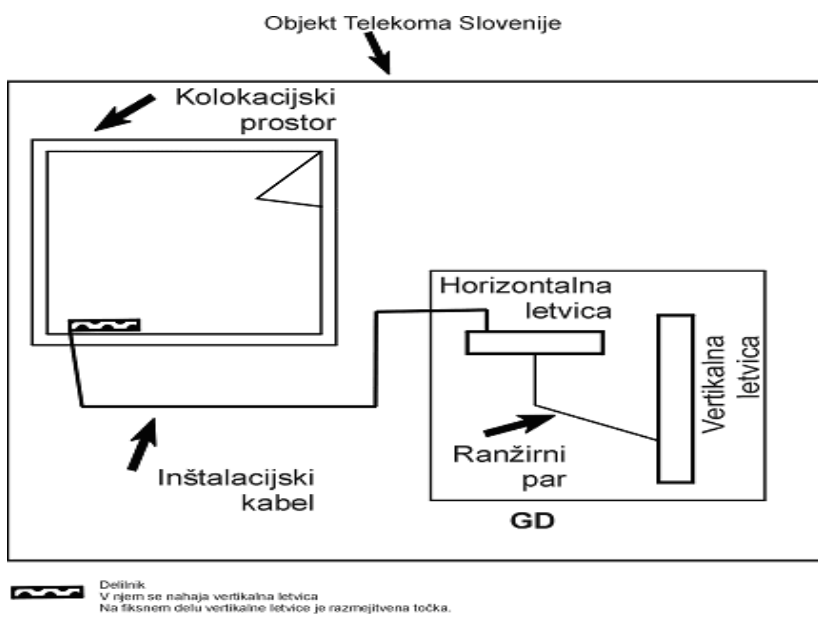 Objekt Telekoma Slovenije
Kolokacijski
prostor
Horizontalna
letvica
Vertikalna
letvica
Ranžirni
par
Inštalacijski
kabel
GD
Delilnik
V njem se nahaja vertikalna letvica
Na fiksnem delu vertikalne letvice je razmejitvena točka.